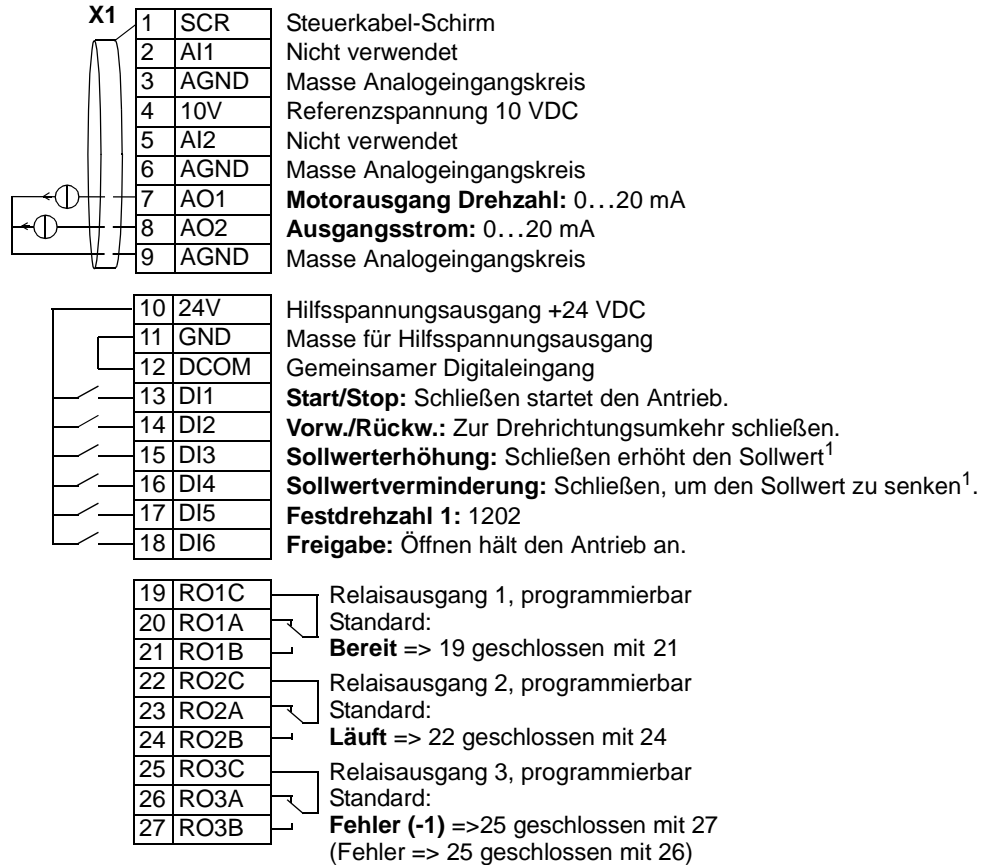 X1
1 SCR Steuerkabel-Schirm
2 AI1 Nicht verwendet
3 AGND Masse Analogeingangskreis
4 10V Referenzspannung 10 VDC
5 AI2 Nicht verwendet
6 AGND Masse Analogeingangskreis
7 AO1 Motorausgang Drehzahl: 0…20 mA
8 AO2 Ausgangsstrom: 0…20 mA
9 AGND Masse Analogeingangskreis
10 24V Hilfsspannungsausgang +24 VDC
11 GND Masse für Hilfsspannungsausgang
12 DCOM Gemeinsamer Digitaleingang
13 DI1 Start/Stop: Schließen startet den Antrieb.
14 DI2 Vorw./Rückw.: Zur Drehrichtungsumkehr schließen.
15 DI3 Sollwerterhöhung: Schließen erhöht den Sollwert1
16 DI4 Sollwertverminderung: Schließen, um den Sollwert zu senken1.
17 DI5 Festdrehzahl 1: 1202
18 DI6 Freigabe: Öffnen hält den Antrieb an.
19 RO1C Relaisausgang 1, programmierbar
20 RO1A Standard:
21 RO1B Bereit => 19 geschlossen mit 21
22 RO2C Relaisausgang 2, programmierbar
23 RO2A Standard:
24 RO2B Läuft => 22 geschlossen mit 24
25 RO3C Relaisausgang 3, programmierbar
26 RO3A Standard:
27 RO3B Fehler (-1) =>25 geschlossen mit 27
(Fehler => 25 geschlossen mit 26)